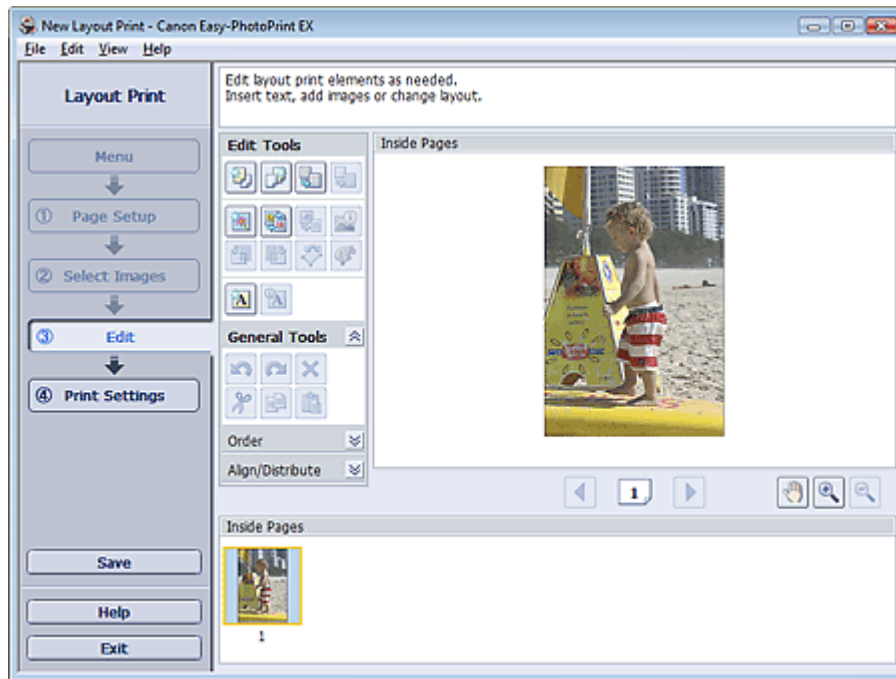 New Layout Print - Canon Easy-PhotoPrint EX
File Edit View Help
Layout Print
Edit layout print elements as needed.
Insert text, add images or change layout.
Menu
① Page Setup
② Select Images
③ Edit
④ Print Settings
Edit Tools
A A
General Tools
Order
Align/Distribute
Inside Pages
1
Inside Pages
1
Save
Help
Exit